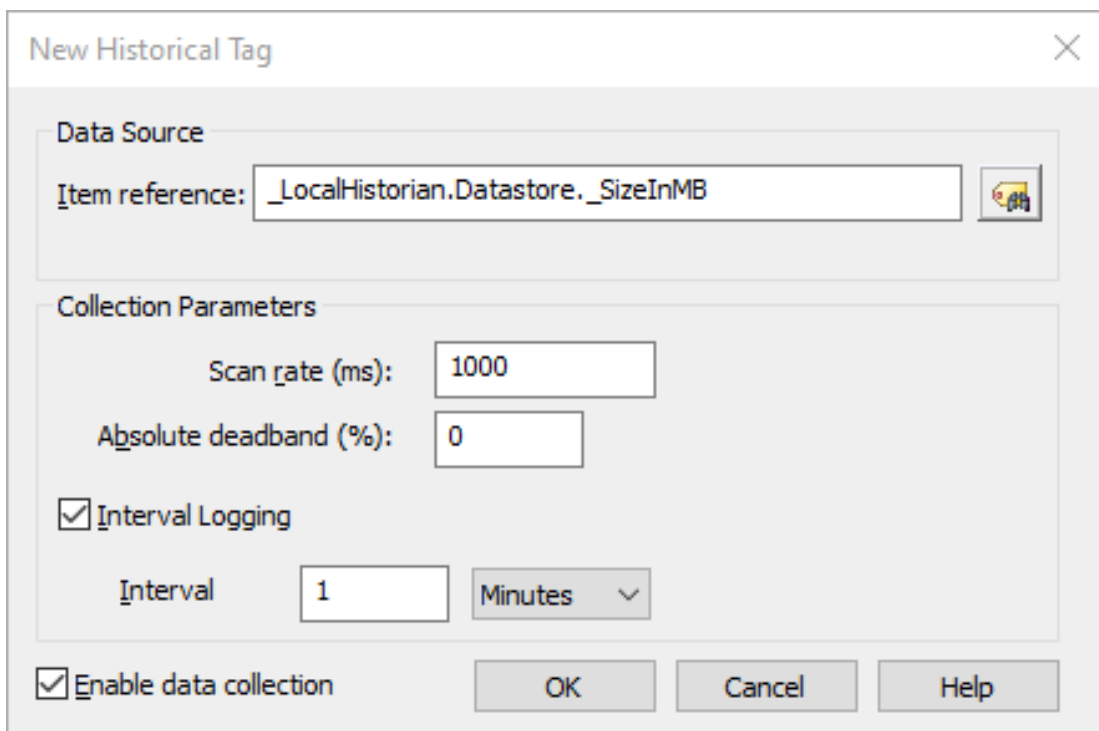 New Historical Tag
Data Source
Item reference: _LocalHistorian.Datastore._SizeInMB
Collection Parameters
Scan rate (ms): 1000
Absolute deadband (%): 0
Interval Logging
Interval 1 Minutes
Enable data collection OK Cancel Help